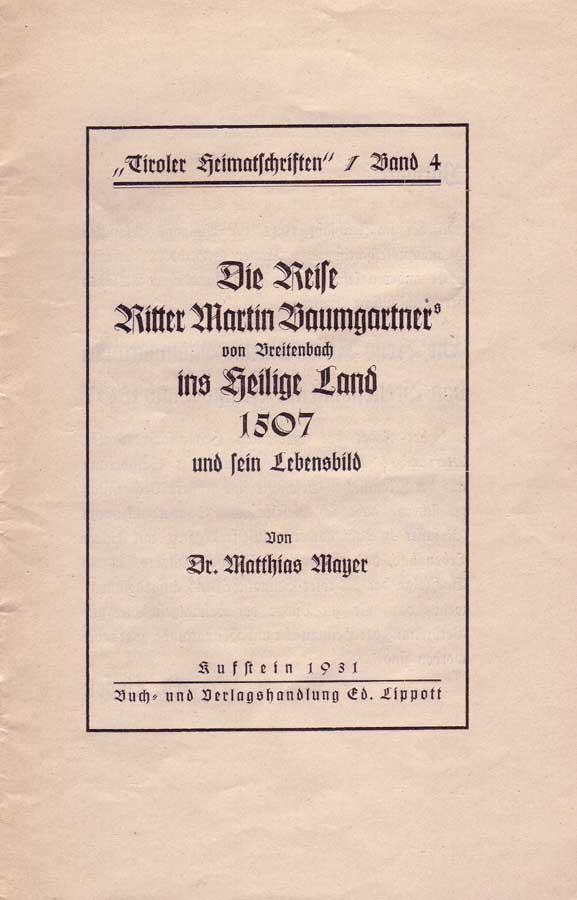 „Tiroler Heimatschriften“ / Band 4
Die Reise
Ritter Martin Baumgartners
von Breitenbach
ins Heilige Land
1507
und sein Lebensbild
Von
Dr. Matthias Mayer
Kufstein 1931
Buch- und Verlagshandlung Ed. Lippott